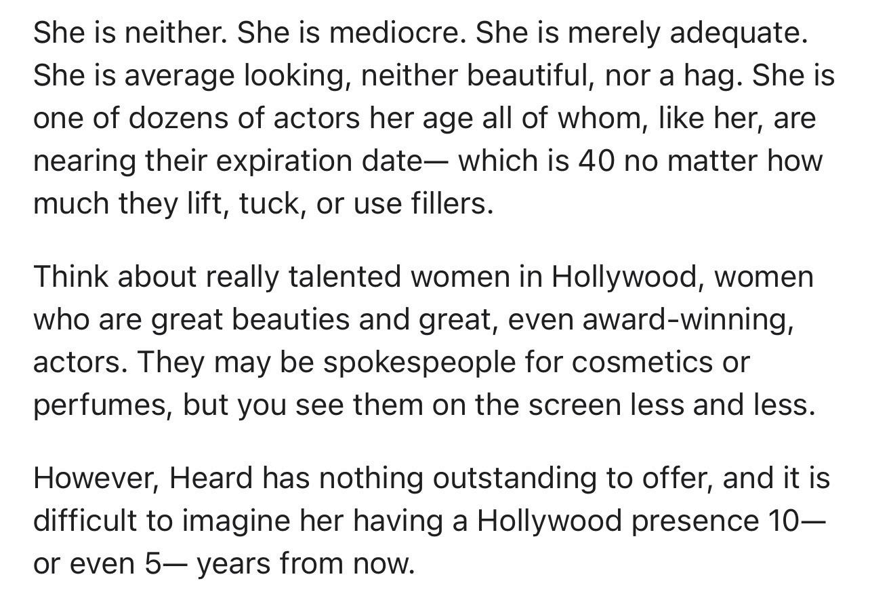 She is neither. She is mediocre. She is merely adequate.
She is average looking, neither beautiful, nor a hag. She is
one of dozens of actors her age all of whom, like her, are
nearing their expiration date— which is 40 no matter how
much they lift, tuck, or use fillers.
Think about really talented women in Hollywood, women
who are great beauties and great, even award-winning,
actors. They may be spokespeople for cosmetics or
perfumes, but you see them on the screen less and less.
However, Heard has nothing outstanding to offer, and it is
difficult to imagine her having a Hollywood presence 10—
or even 5— years from now.